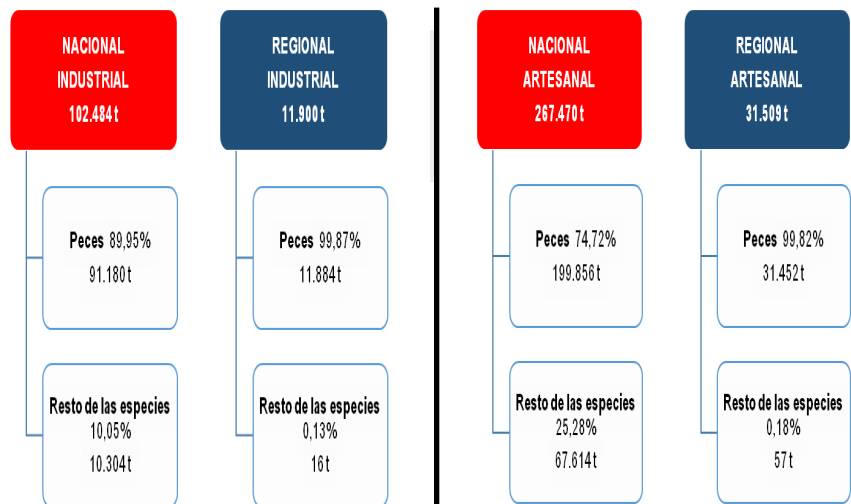 NACIONAL
INDUSTRIAL
102.484 t
Peces 89,95%
91.180 t
Resto de las especies
10,05%
10.304 t
REGIONAL
INDUSTRIAL
11.900 t
Peces 99,87%
11.884 t
Resto de las especies
0,13%
16 t
NACIONAL
ARTESANAL
267.470 t
Peces 74,72%
199.856 t
Resto de las especies
25,28%
67.614 t
REGIONAL
ARTESANAL
31.509 t
Peces 99,82%
31.452 t
Resto de las especies
0,18%
57 t